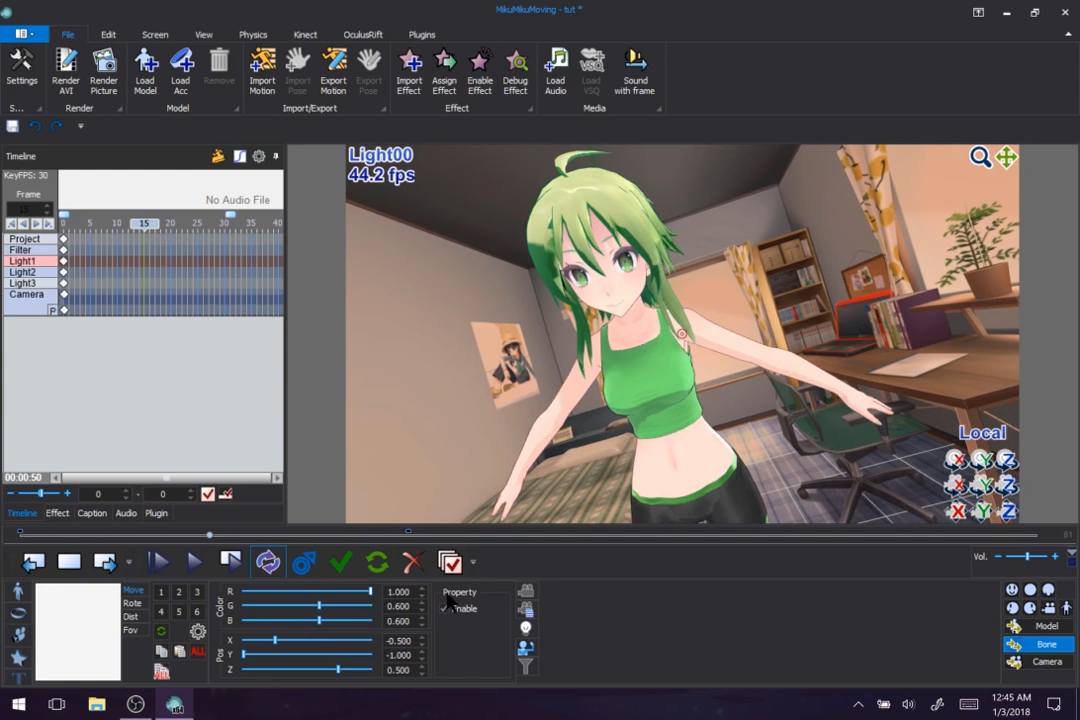 MikuMikuMoving - tut *
File Edit Screen View Physics Kinect OculusRift Plugins
Settings Render AVI Render Picture Load Model Load Acc Remove Import Motion Import Pose Export Motion Export Pose Import Effect Assign Effect Enable Effect Debug Effect Load Audio Load VSQ Sound with frame
S... Render Model Import/Export Effect Media
Timeline
KeyFPS: 30
Frame
No Audio File
15
0 5 10 15 20 25 30 35 40
Project
Filter
Light1
Light2
Light3
Camera
P
Light00
44.2 fps
Local
X Y Z
X Y Z
X Y Z
00:00:50
0 - 0
Timeline Effect Caption Audio Plugin
81
Vol.
Move
Rote
Dist
Fov
1 2 3
4 5 6
ALL
ALL
Color
R 1.000
G 0.600
B 0.600
Pos
X -0.500
Y -1.000
Z 0.500
Property
Enable
T
Model
Bone
Camera
x64
12:45 AM
1/3/2018